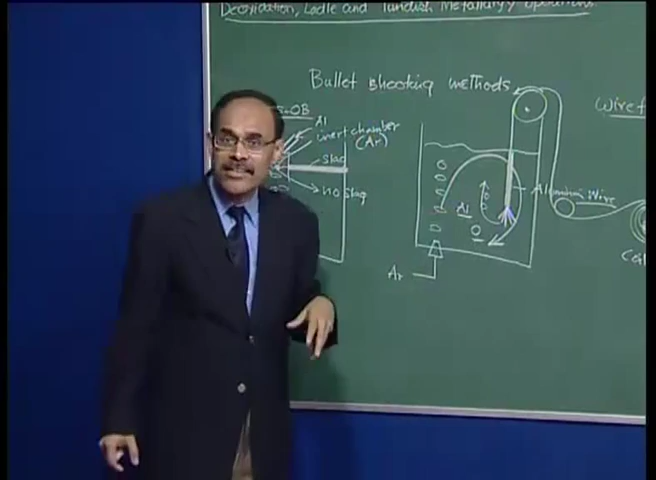 Deoxidation, Ladle and Tundish Metallurgy Operations
Bullet shooting methods
-OB
Al
inert chamber
(Ar)
slag
no slag
Wire
Aluminium Wire
Al
O
Ar